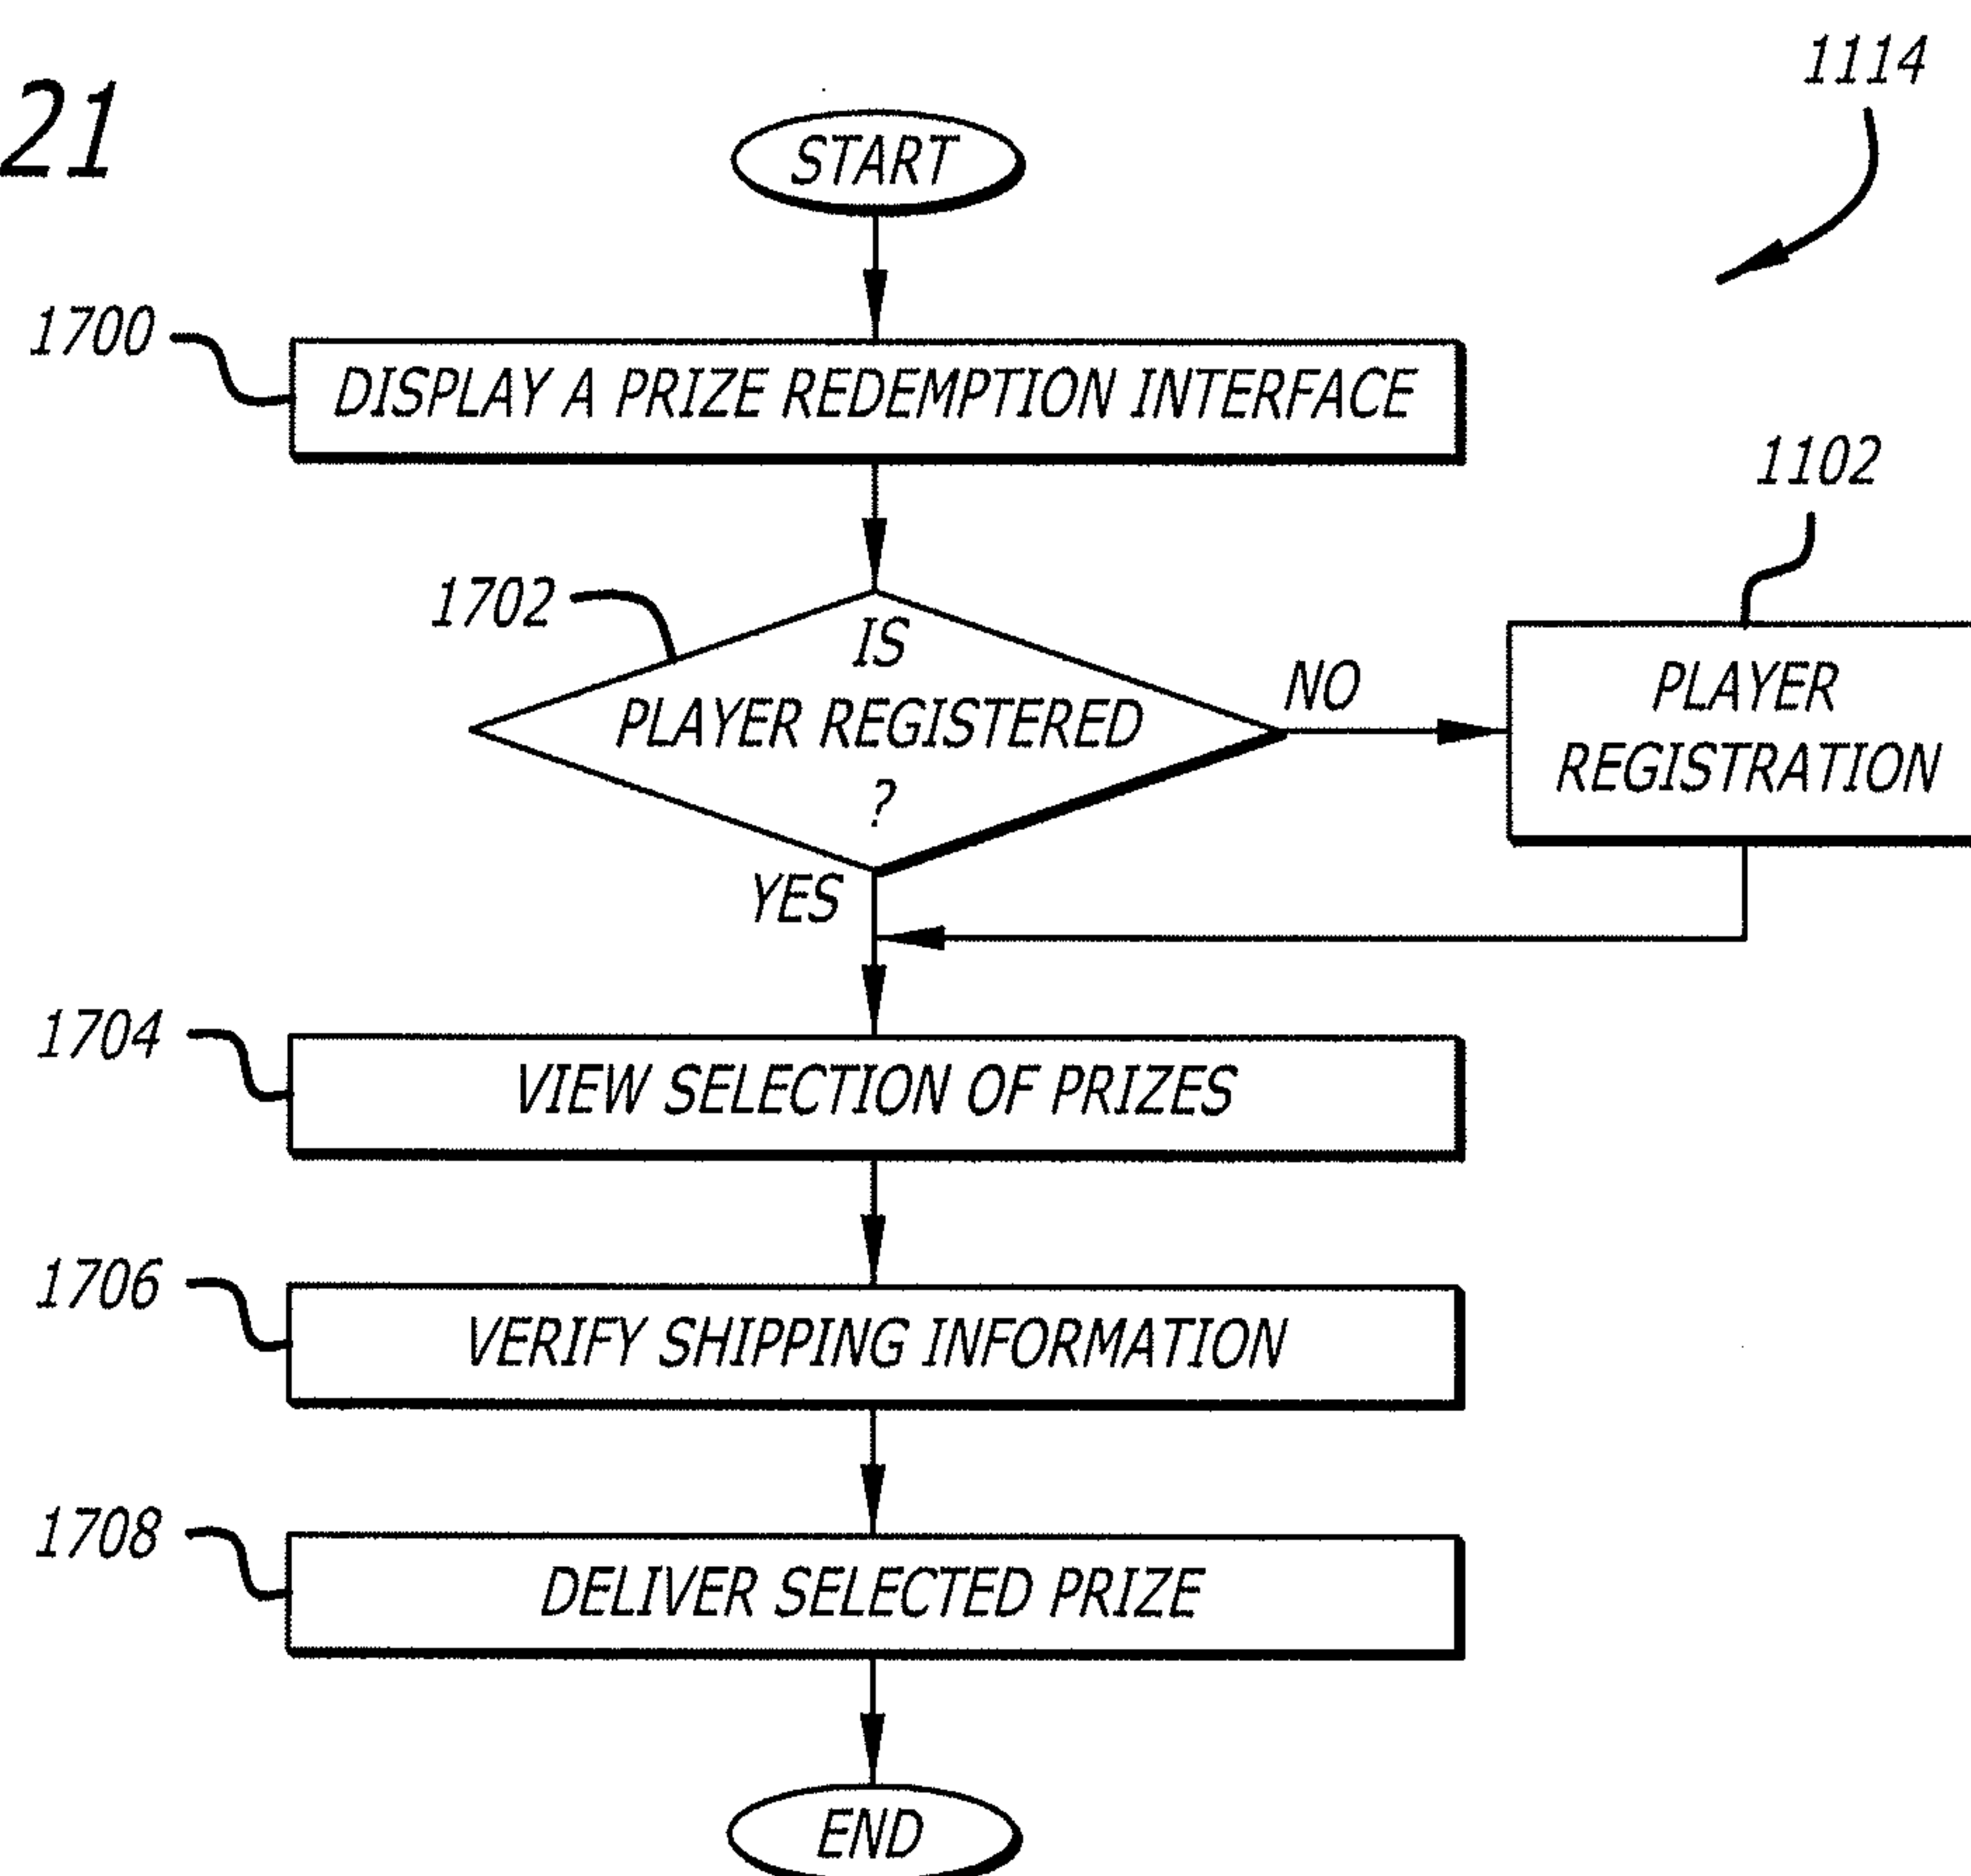 21
1114
START
1700
DISPLAY A PRIZE REDEMPTION INTERFACE
1102
1702
IS
PLAYER REGISTERED
?
NO
PLAYER
REGISTRATION
YES
1704
VIEW SELECTION OF PRIZES
1706
VERIFY SHIPPING INFORMATION
1708
DELIVER SELECTED PRIZE
END